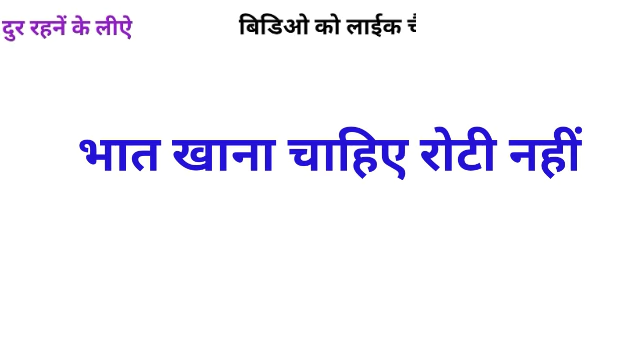 दुर रहनें के लीऐ
बिडिओ को लाईक
भात खाना चाहिए रोटी नहीं